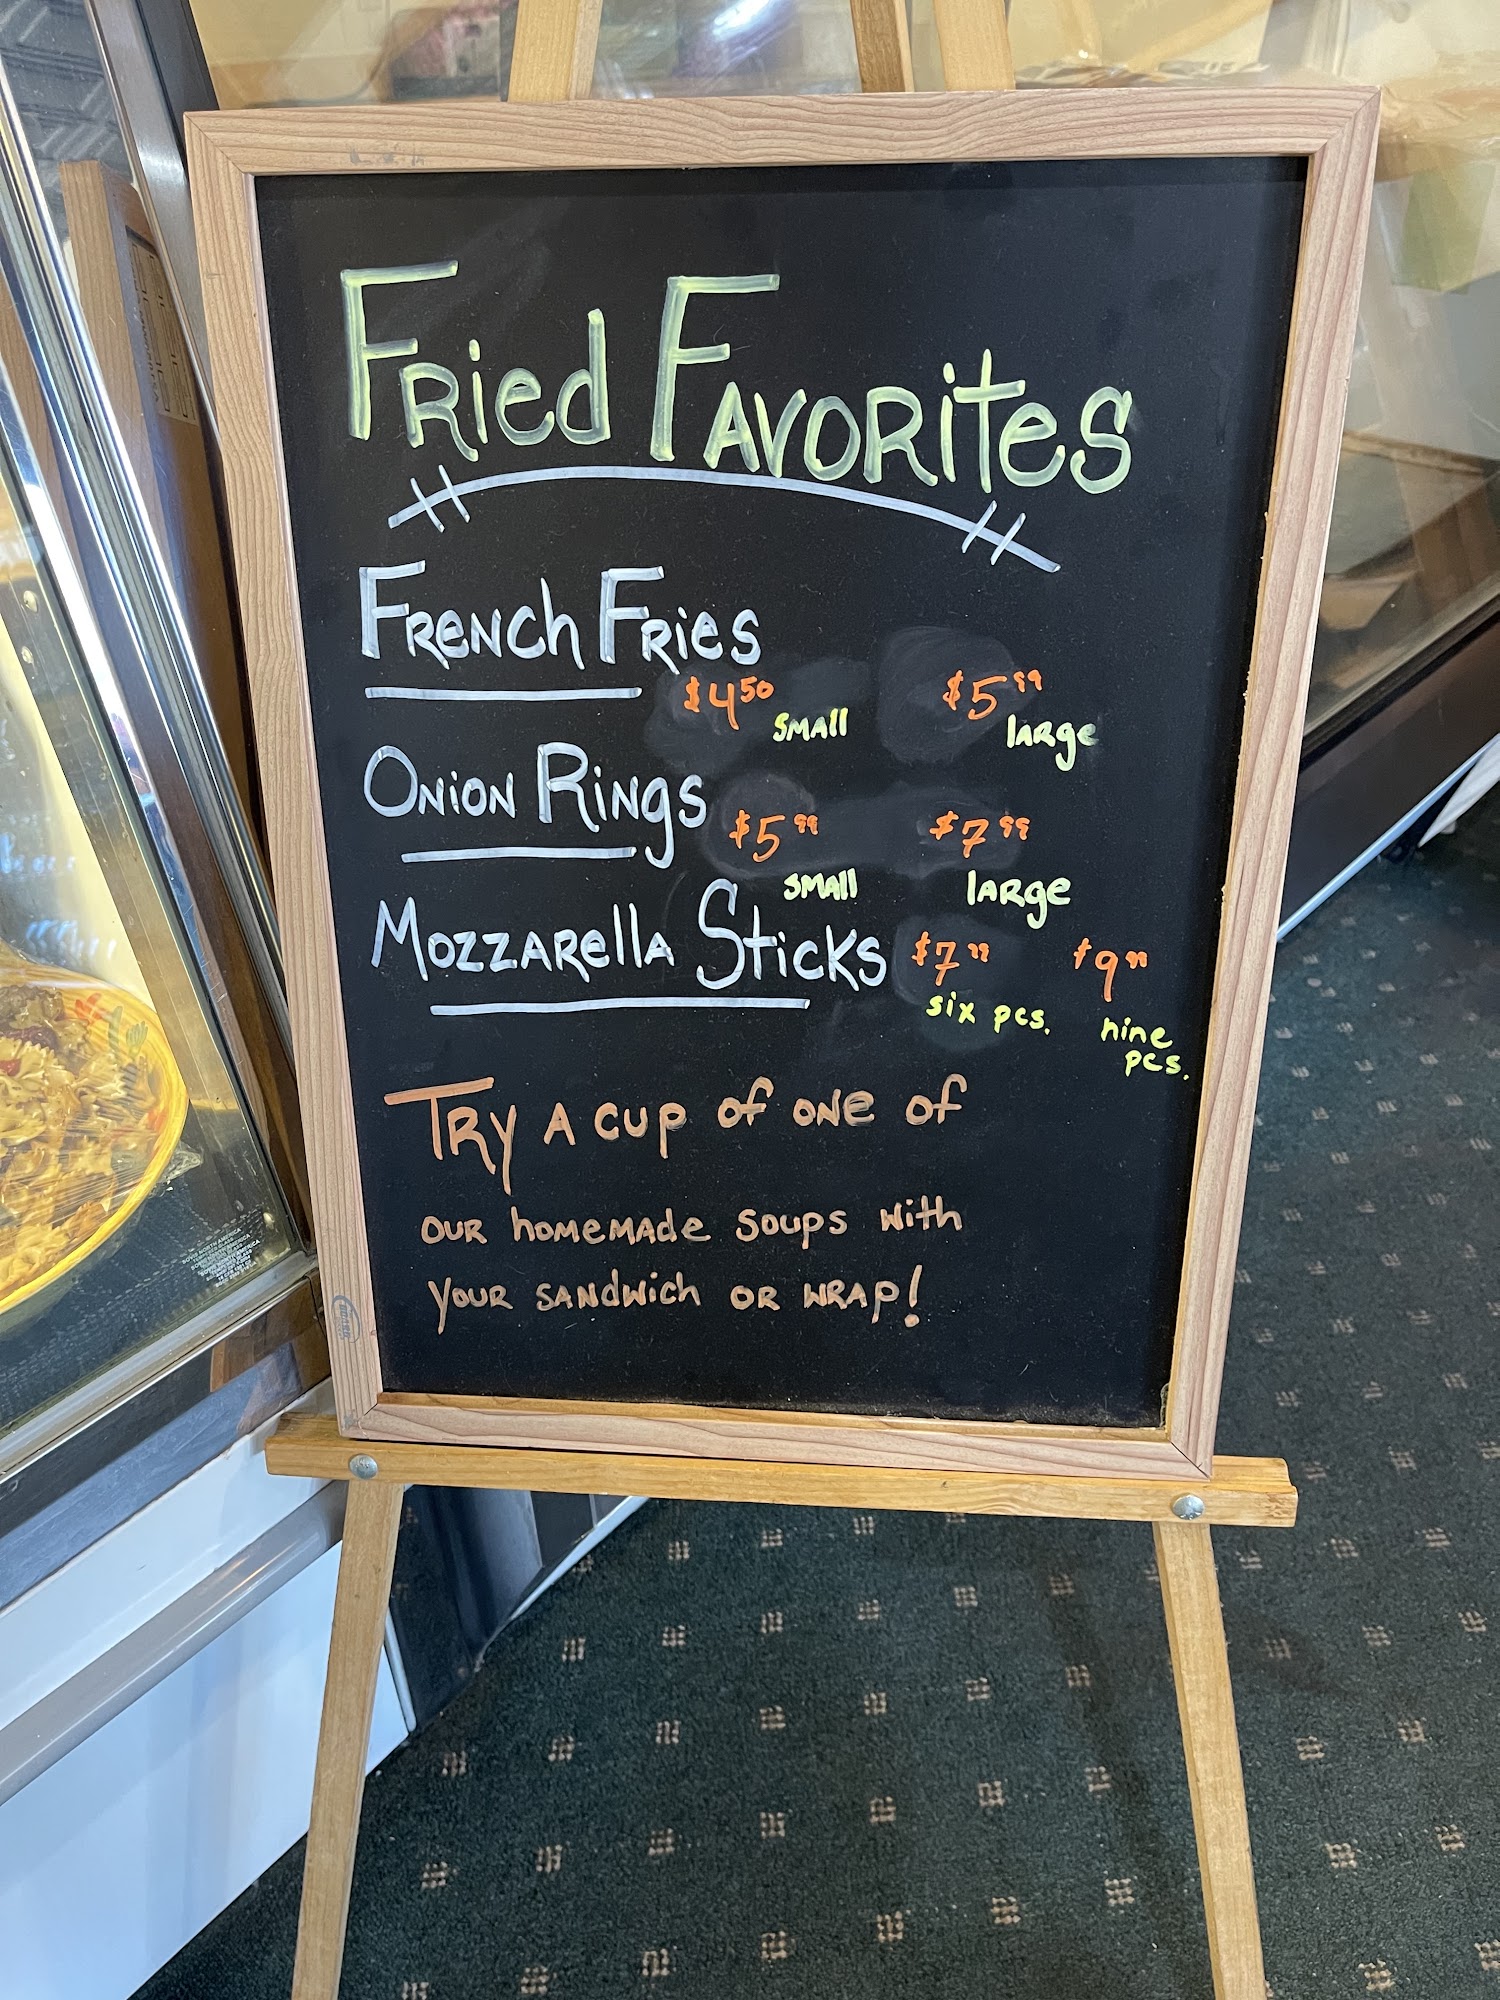 Fried Favorites
French Fries
$4.50 small $5.99 large
Onion Rings
$5.99 small $7.99 large
Mozzarella Sticks $7.99 $9.99
six pcs. nine
pcs.
Try a cup of one of
our homemade soups with
your sandwich or wrap!